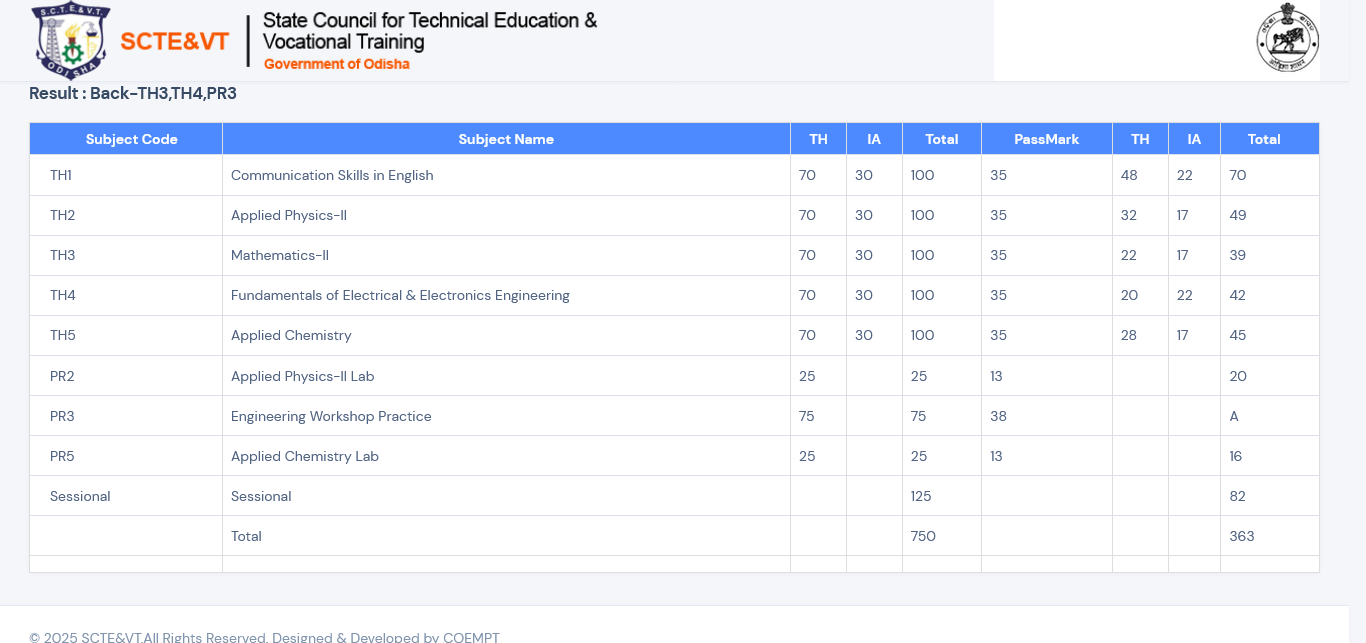 S.C.T.E.&V.T.
ODISHA
SCTE&VT
State Council for Technical Education &
Vocational Training
Government of Odisha
Result : Back-TH3,TH4,PR3
Subject Code Subject Name TH IA Total PassMark TH IA Total
TH1 Communication Skills in English 70 30 100 35 48 22 70
TH2 Applied Physics-II 70 30 100 35 32 17 49
TH3 Mathematics-II 70 30 100 35 22 17 39
TH4 Fundamentals of Electrical & Electronics Engineering 70 30 100 35 20 22 42
TH5 Applied Chemistry 70 30 100 35 28 17 45
PR2 Applied Physics-II Lab 25 25 13 20
PR3 Engineering Workshop Practice 75 75 38 A
PR5 Applied Chemistry Lab 25 25 13 16
Sessional Sessional 125 82
Total 750 363
© 2025 SCTE&VT.All Rights Reserved. Designed & Developed by COEMPT